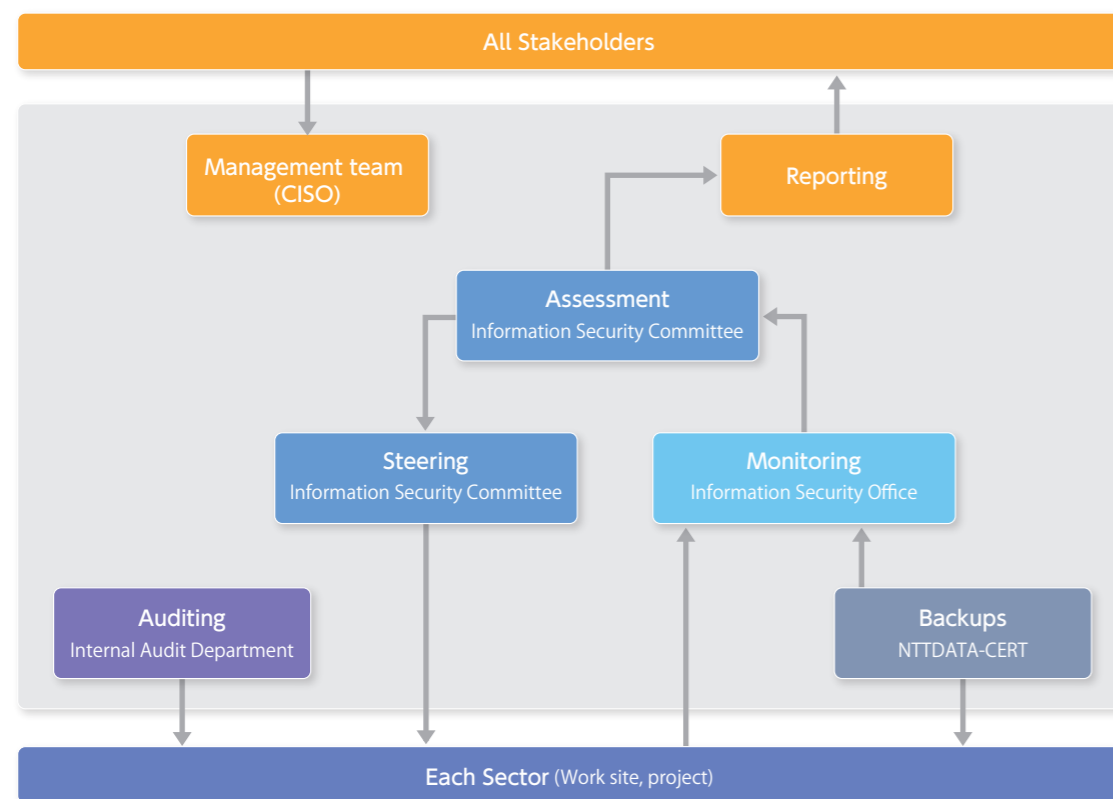 All Stakeholders
Management team
(CISO)
Reporting
Assessment
Information Security Committee
Steering
Information Security Committee
Monitoring
Information Security Office
Auditing
Internal Audit Department
Backups
NTTDATA-CERT
Each Sector (Work site, project)